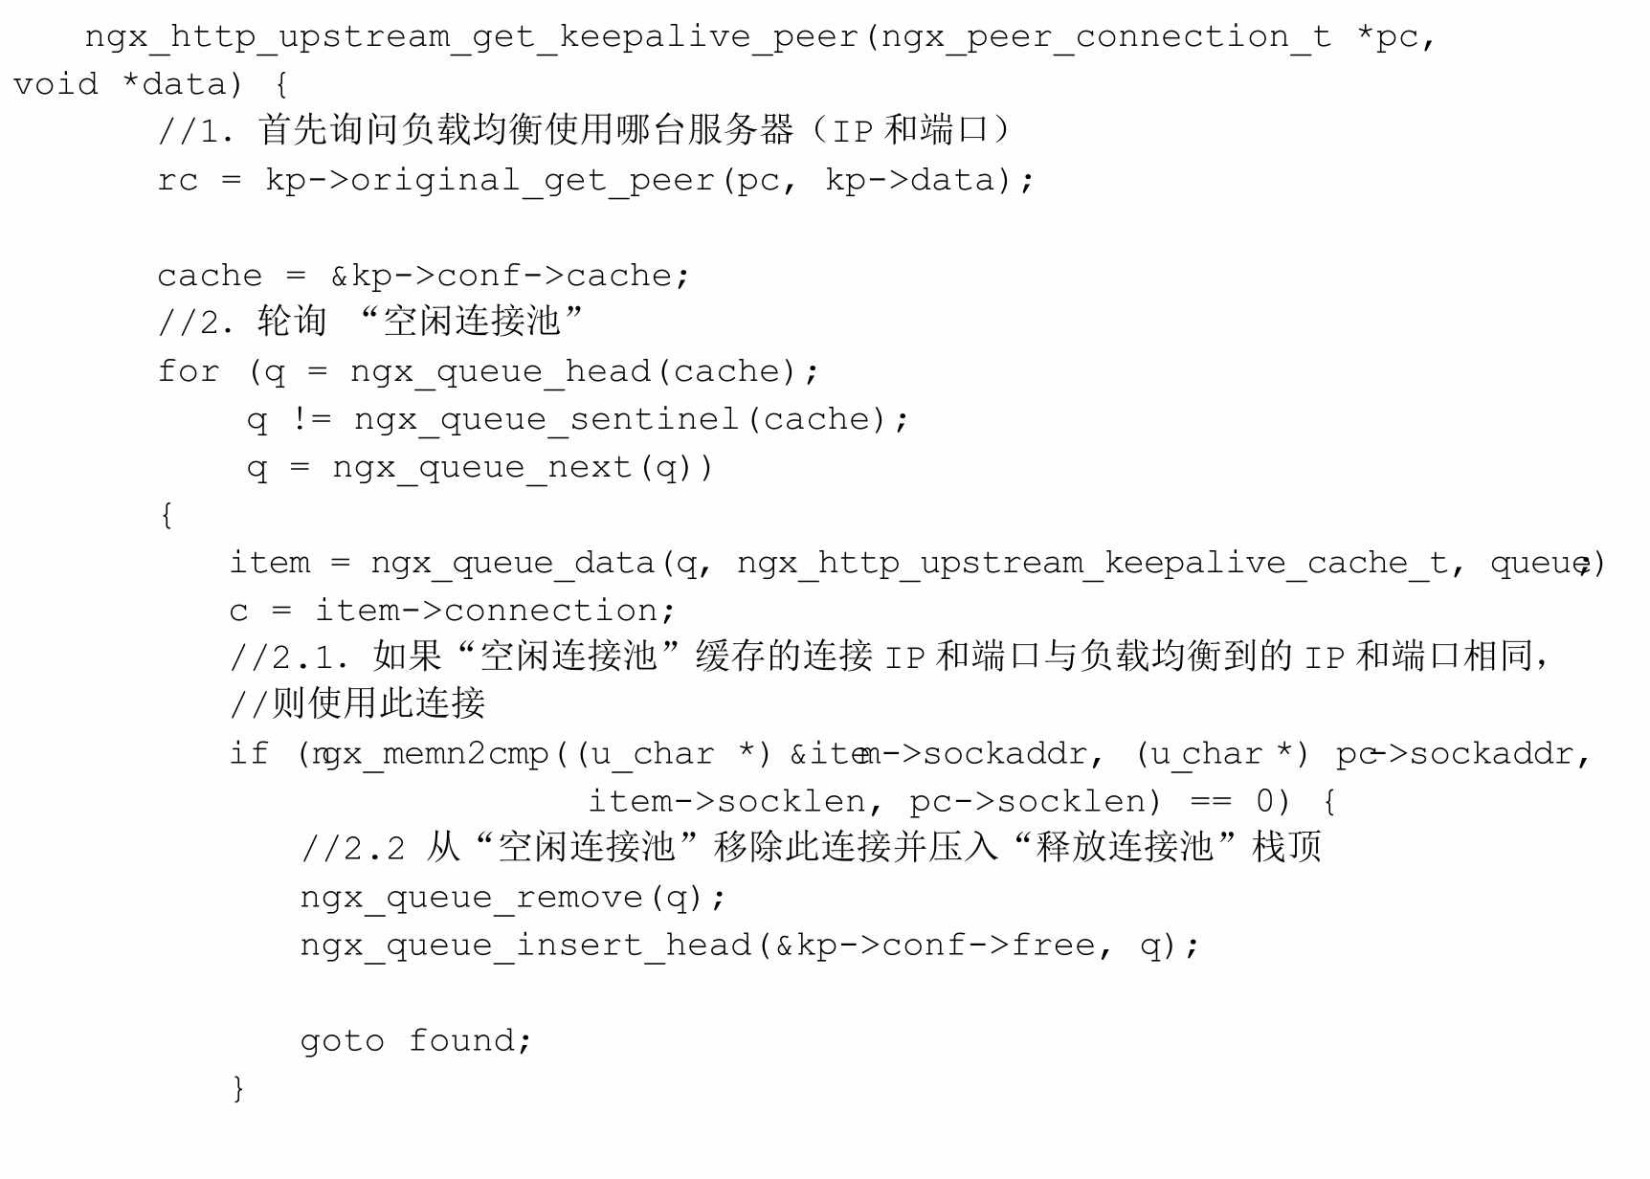 ngx_http_upstream_get_keepalive_peer(ngx_peer_connection_t *pc,
void *data) {
//1. 首先询问负载均衡使用哪台服务器（IP 和端口）
rc = kp->original_get_peer(pc, kp->data);
cache = &kp->conf->cache;
//2. 轮询 “空闲连接池”
for (q = ngx_queue_head(cache);
q != ngx_queue_sentinel(cache);
q = ngx_queue_next(q))
{
item = ngx_queue_data(q, ngx_http_upstream_keepalive_cache_t, queue);
c = item->connection;
//2.1. 如果“空闲连接池”缓存的连接 IP 和端口与负载均衡到的 IP 和端口相同，
//则使用此连接
if (ngx_memn2cmp((u_char *) &item->sockaddr, (u_char *) pc->sockaddr,
item->socklen, pc->socklen) == 0) {
//2.2 从“空闲连接池”移除此连接并压入“释放连接池”栈顶
ngx_queue_remove(q);
ngx_queue_insert_head(&kp->conf->free, q);
goto found;
}